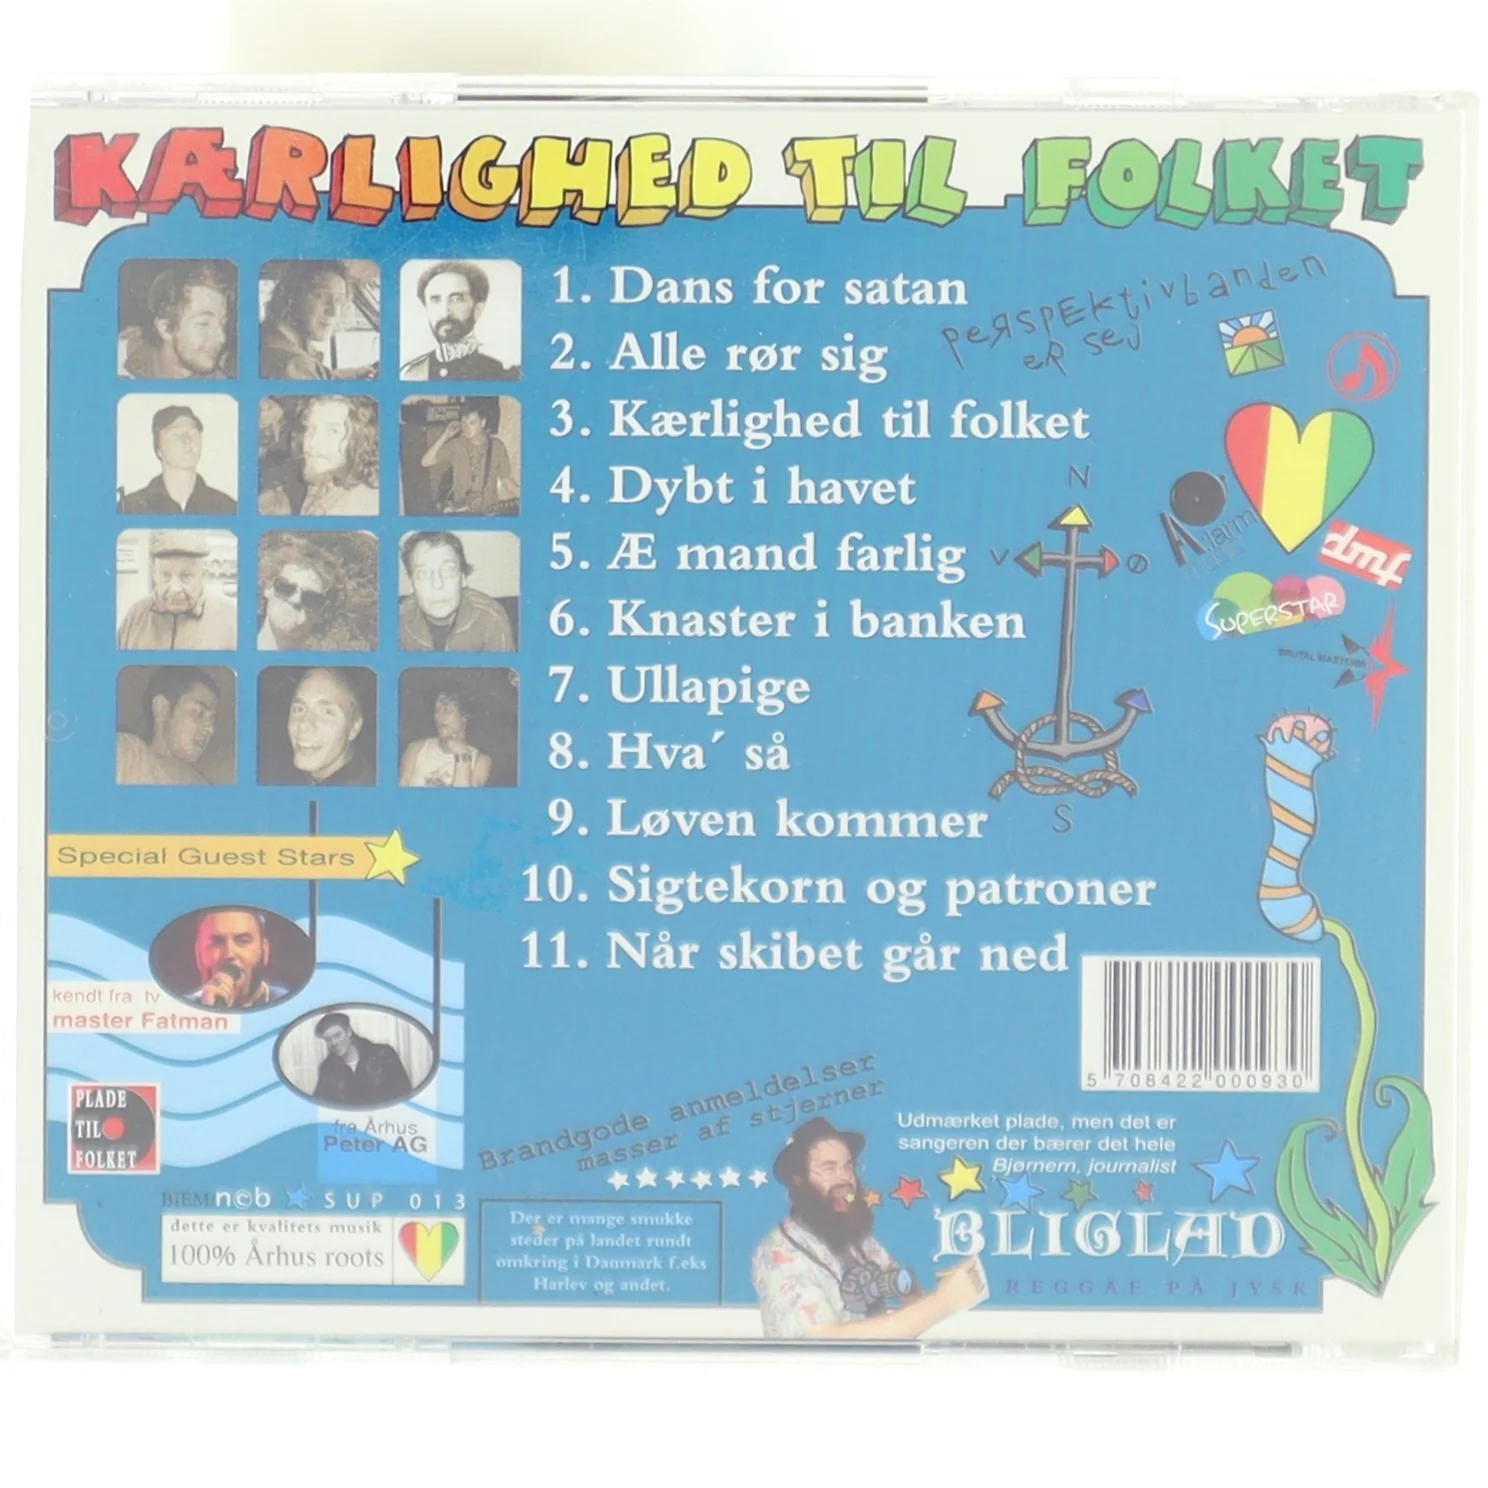 KÆRLIGHED TIL FOLKET
1. Dans for satan
2. Alle rør sig
3. Kærlighed til folket
4. Dybt i havet
5. Æ mand farlig
6. Knaster i banken
7. Ullapige
8. Hva´ så
9. Løven kommer
10. Sigtekorn og patroner
11. Når skibet går ned
perspektivbanden
er sej
N
V
Ø
S
dmf
SUPERSTAR
Special Guest Stars
kendt fra tv
master Fatman
fra Århus
Peter AG
PLADE
TIL
FOLKET
BIEM n©b SUP 013
dette er kvalitets musik
100% Århus roots
Brandgode anmeldelser
masser af stjerner
Der er mange smukke
steder på landet rundt
omkring i Danmark f.eks
Harlev og andet.
5 708422 000930
Udmærket plade, men det er
sangeren der bærer det hele
Bjørnem, journalist
BLIGLAD
REGGAE PÅ JYSK